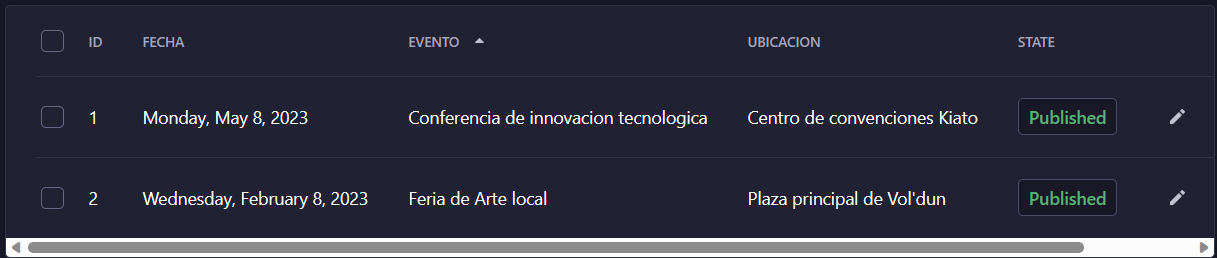 ID FECHA EVENTO UBICACION STATE
1 Monday, May 8, 2023 Conferencia de innovacion tecnologica Centro de convenciones Kiato Published
2 Wednesday, February 8, 2023 Feria de Arte local Plaza principal de Vol'dun Published